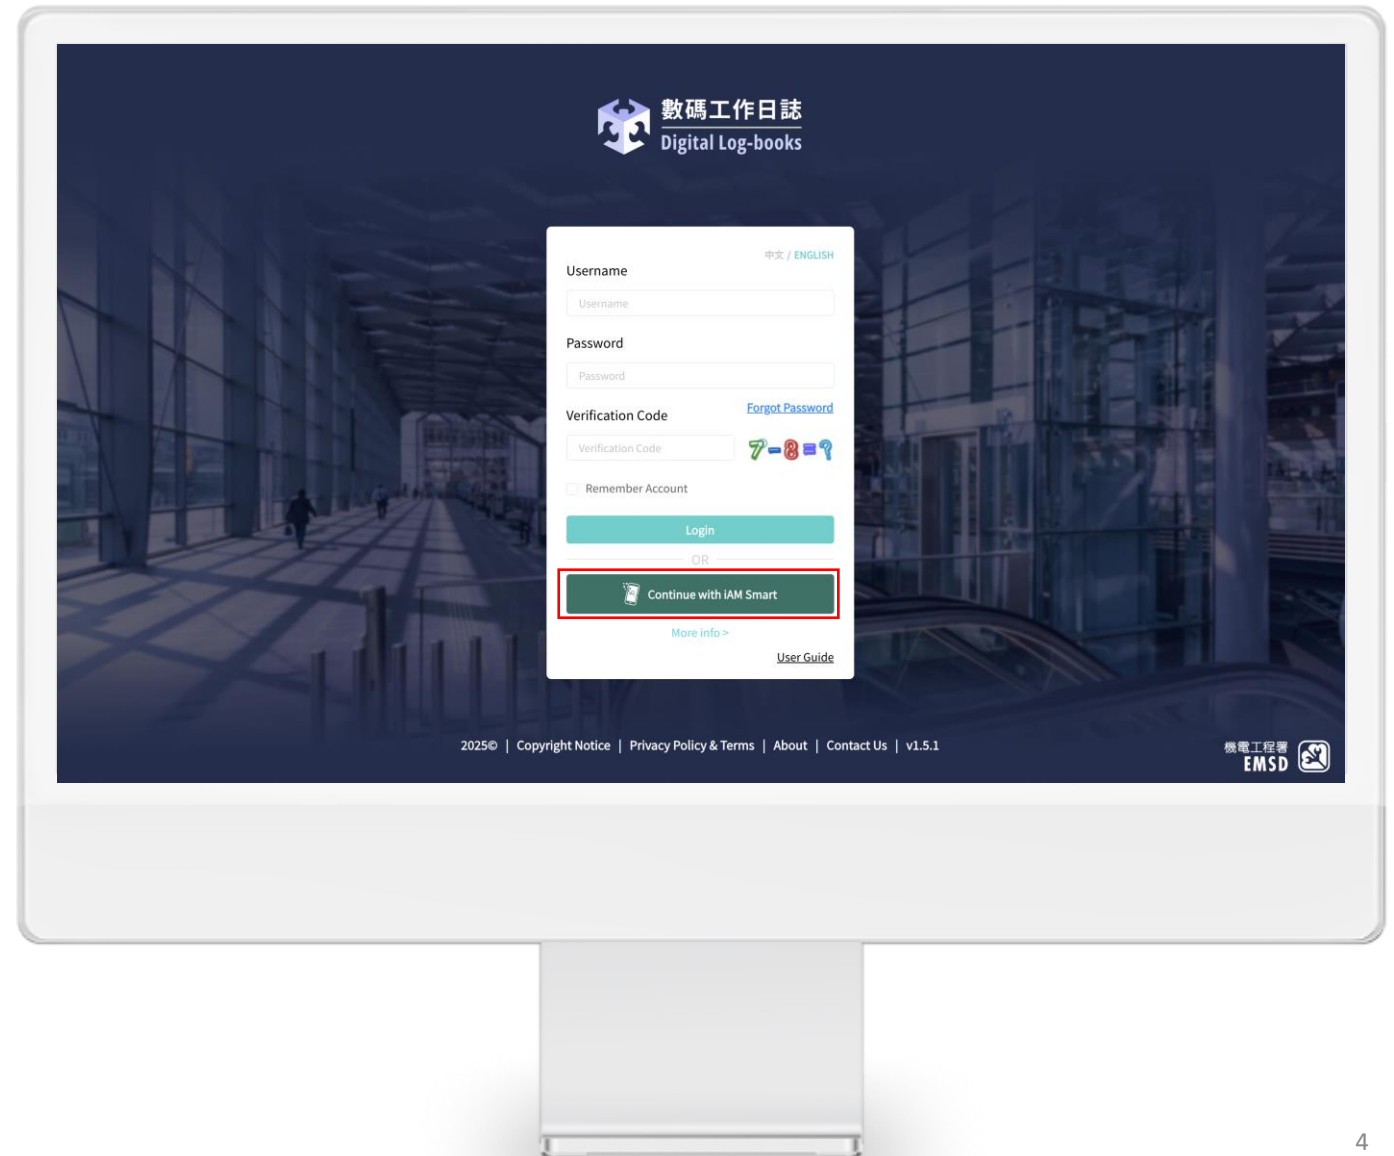 數碼工作日誌
Digital Log-books
中文 / ENGLISH
Username
Username
Password
Password
Forgot Password
Verification Code
Verification Code
7-8=?
Remember Account
Login
OR
Continue with iAM Smart
More info >
User Guide
2025© | Copyright Notice | Privacy Policy & Terms | About | Contact Us | v1.5.1
機電工程署
EMSD
4